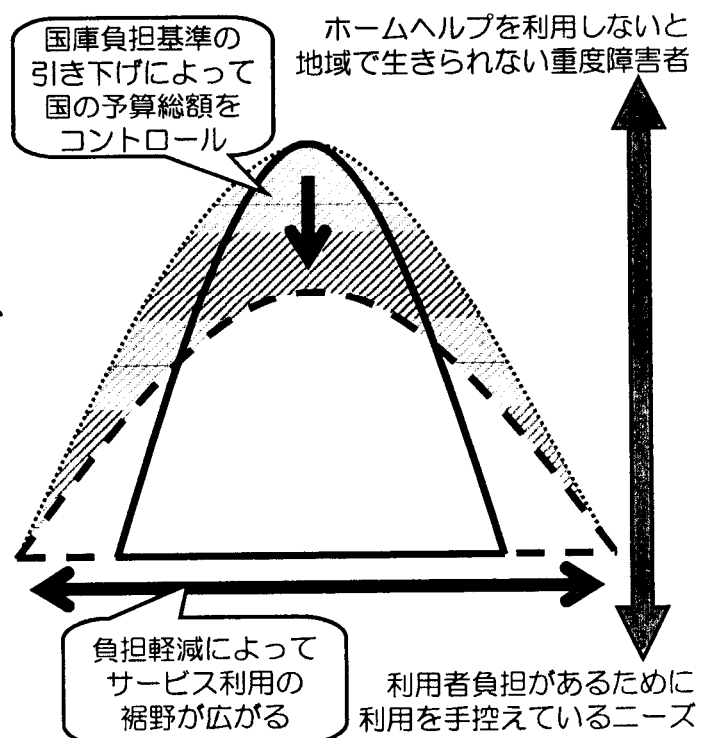 国庫負担基準の
引き下げによって
国の予算総額を
コントロール
ホームヘルプを利用しないと
地域で生きられない重度障害者
負担軽減によって
サービス利用の
裾野が広がる
利用者負担があるために
利用を手控えているニーズ